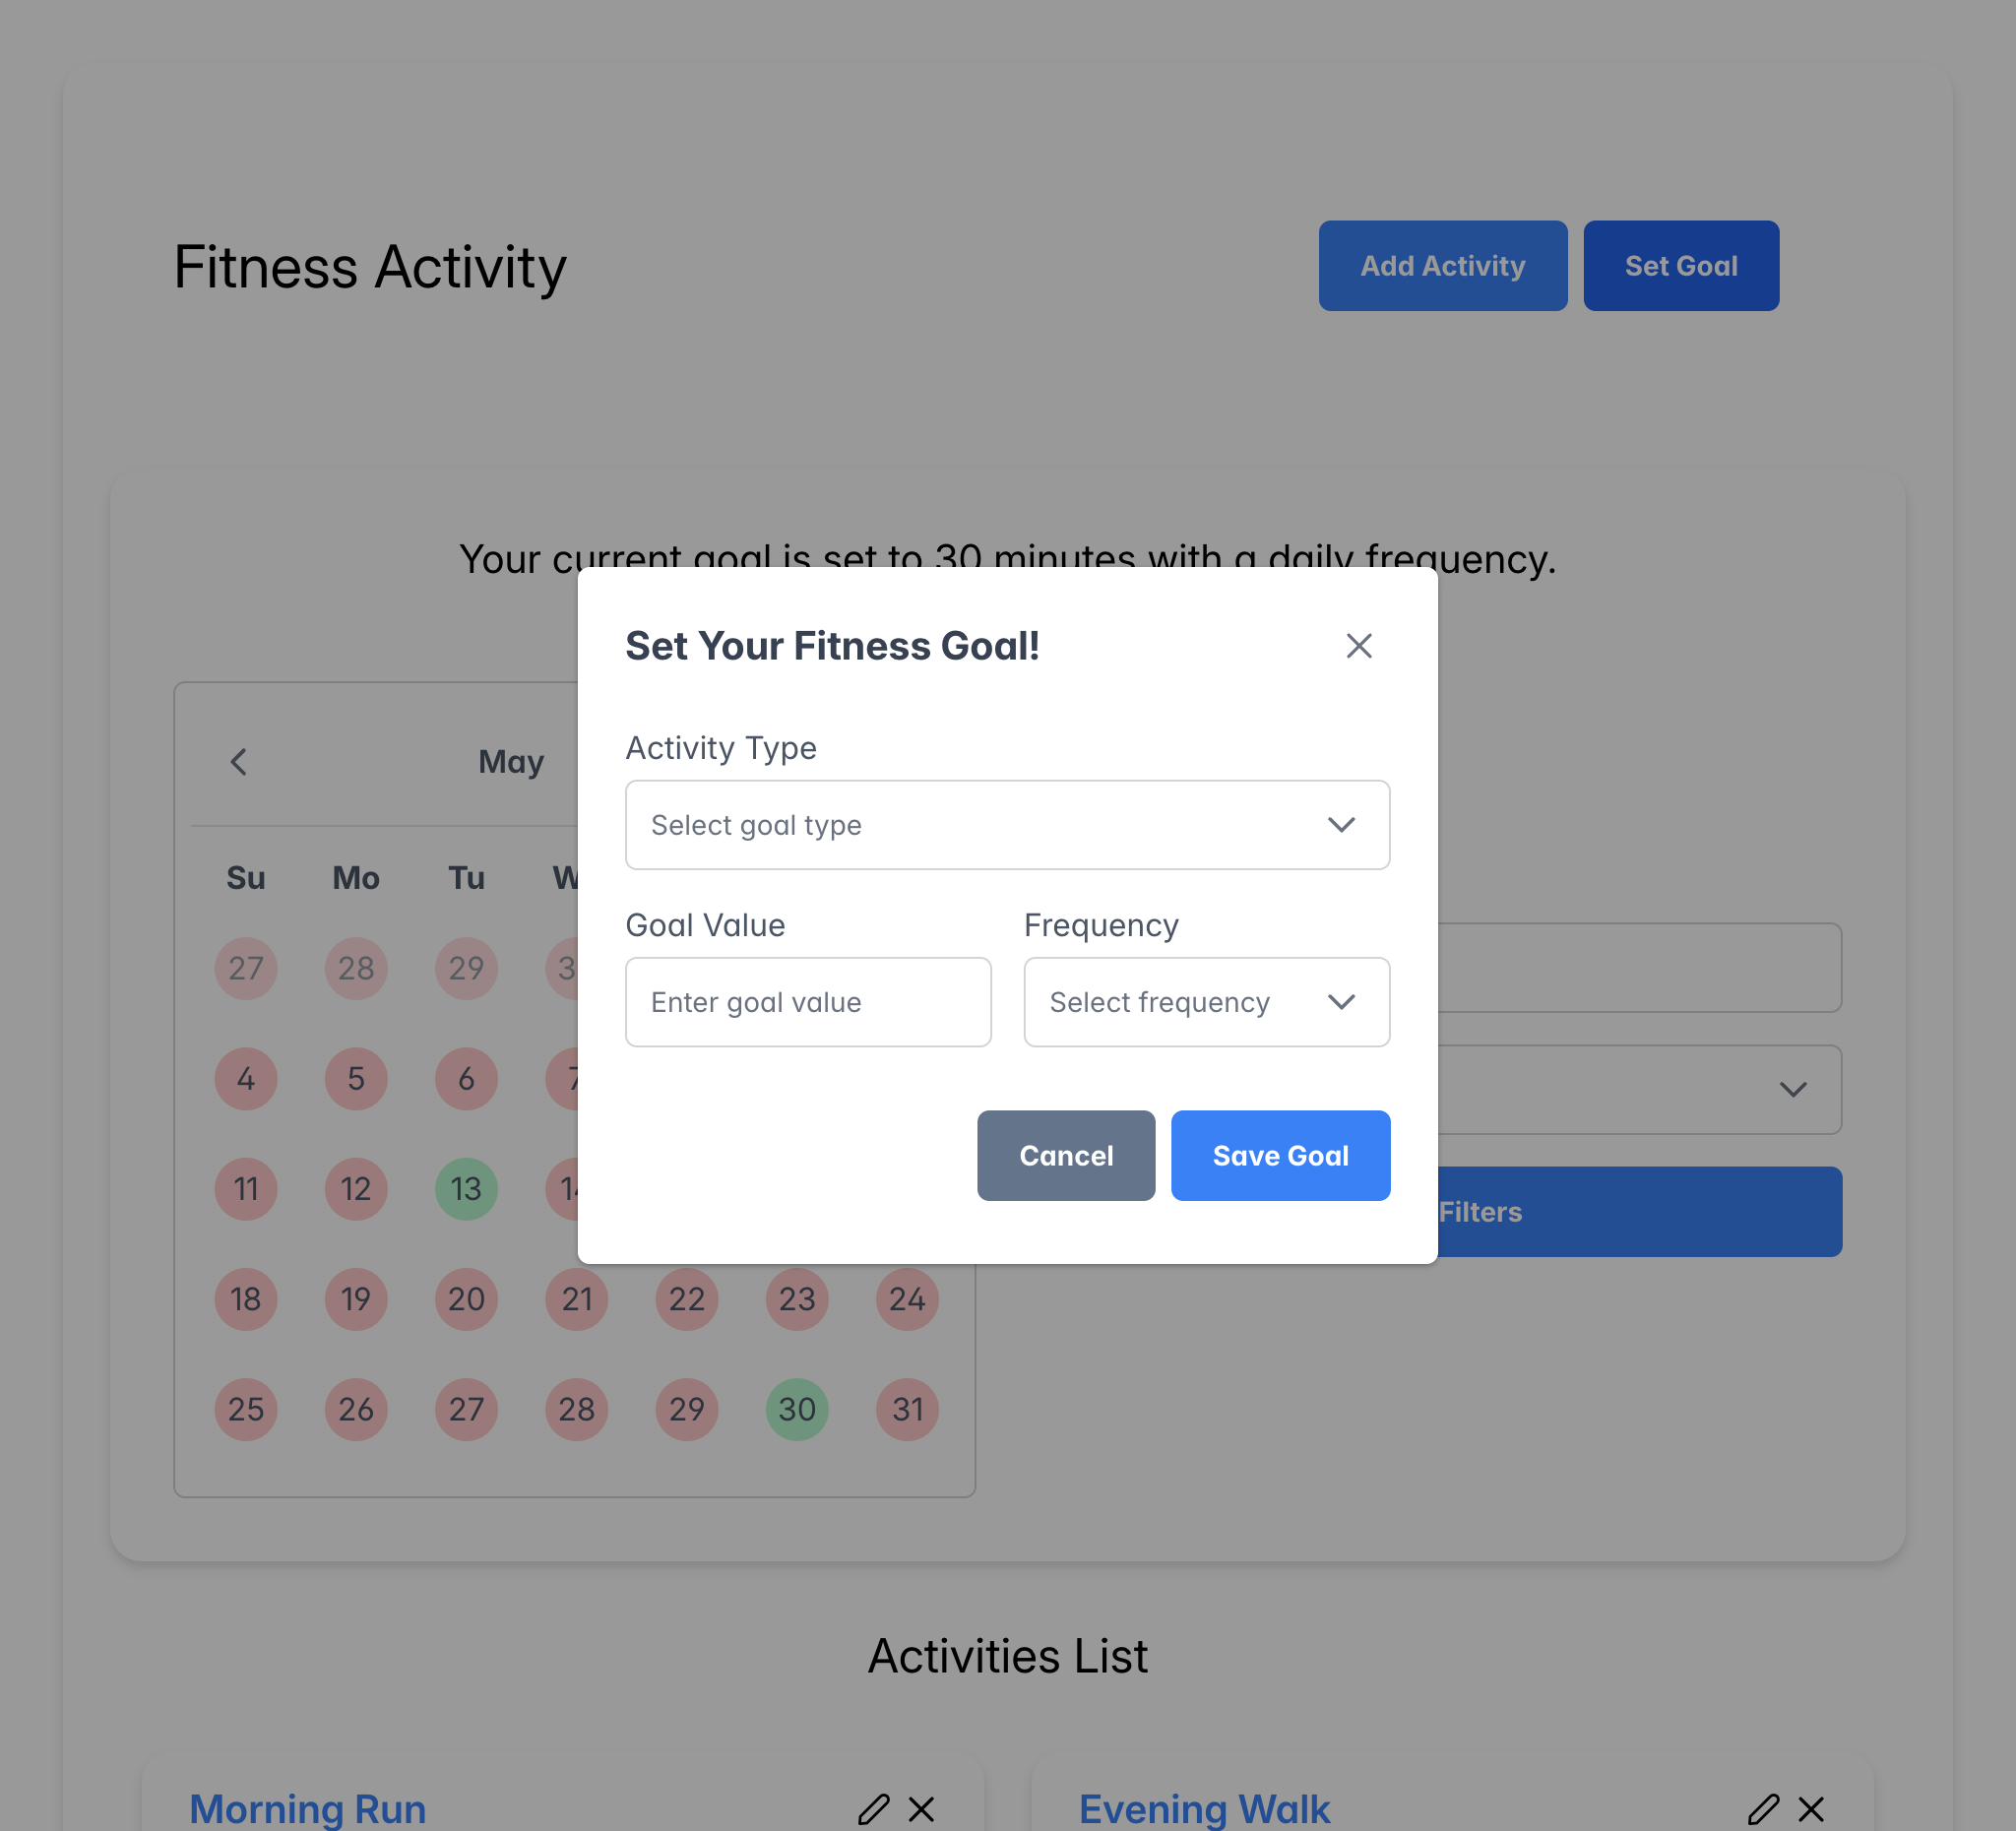 Fitness Activity
Add Activity
Set Goal
Your current goal is set to 30 minutes with a daily frequency.
Set Your Fitness Goal!
Activity Type
Select goal type
Goal Value
Frequency
Enter goal value
Select frequency
Cancel
Save Goal
May
Su Mo Tu
27 28 29
4 5 6 7
11 12 13
18 19 20 21 22 23 24
25 26 27 28 29 30 31
Filters
Activities List
Morning Run
Evening Walk